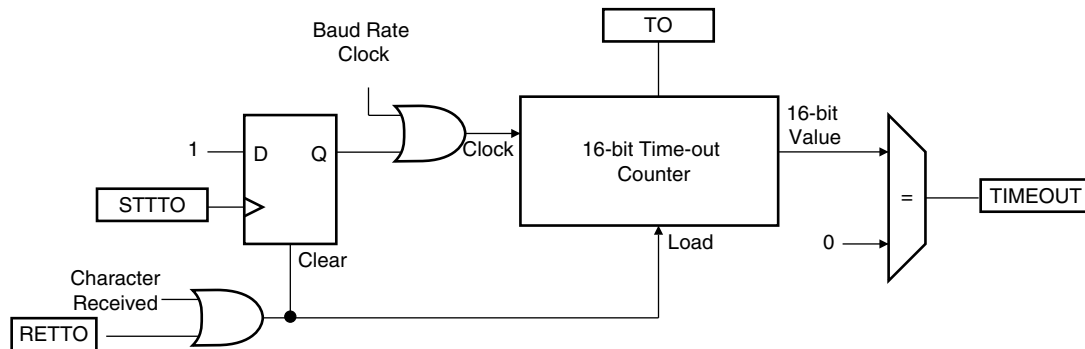 Baud Rate
Clock
TO
1
D
Q
Clock
16-bit Time-out
Counter
16-bit
Value
STTTO
=
TIMEOUT
Clear
Load
0
Character
Received
RETTO